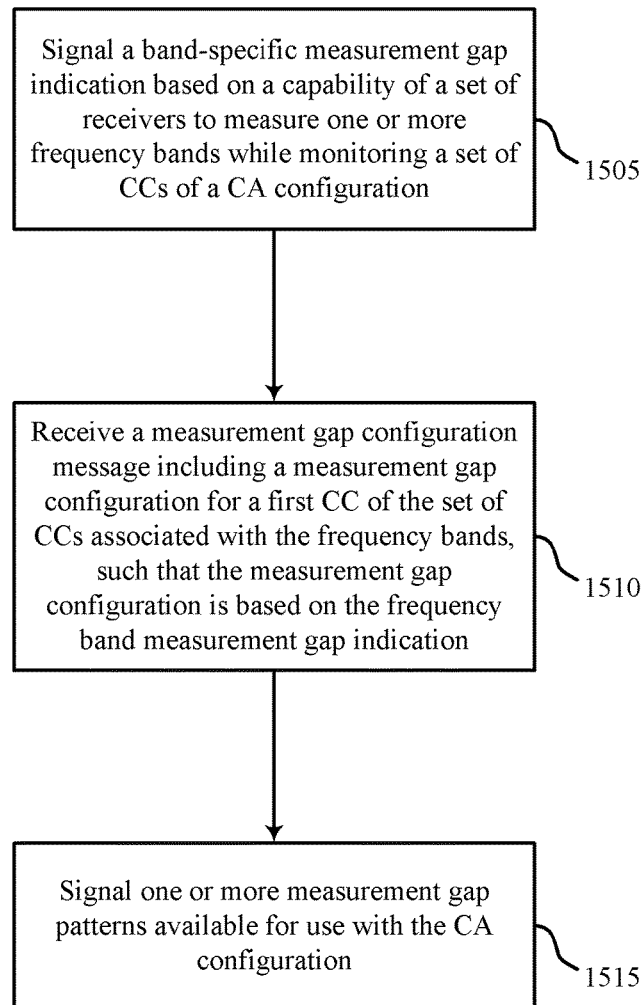 Signal a band-specific measurement gap
indication based on a capability of a set of
receivers to measure one or more
frequency bands while monitoring a set of
CCs of a CA configuration
1505
Receive a measurement gap configuration
message including a measurement gap
configuration for a first CC of the set of
CCs associated with the frequency bands,
such that the measurement gap
configuration is based on the frequency
band measurement gap indication
1510
Signal one or more measurement gap
patterns available for use with the CA
configuration
1515